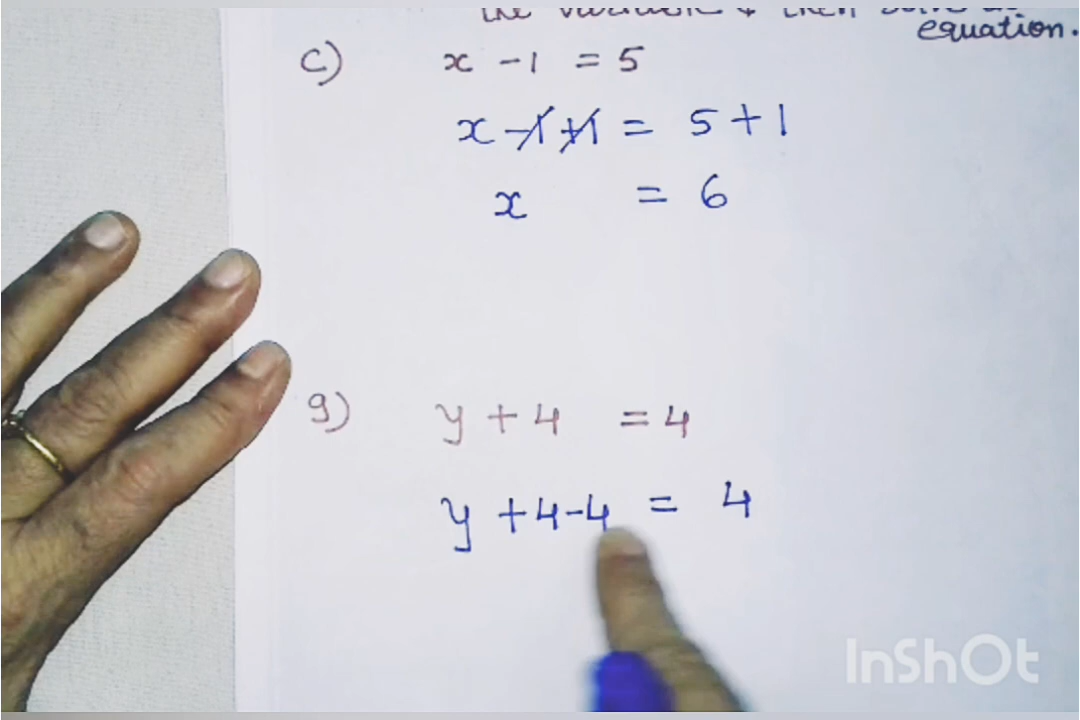 equation.
c) x - 1 = 5
x - 1 + 1 = 5 + 1
x = 6
g) y + 4 = 4
y + 4 - 4 = 4
InShOt